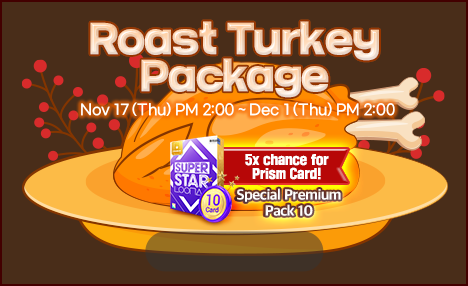 Roast Turkey
Package
Nov 17 (Thu) PM 2:00 ~ Dec 1 (Thu) PM 2:00
5x chance for
Prism Card!
SUPER
STAR
LOONA
10
Card
Special Premium
Pack 10